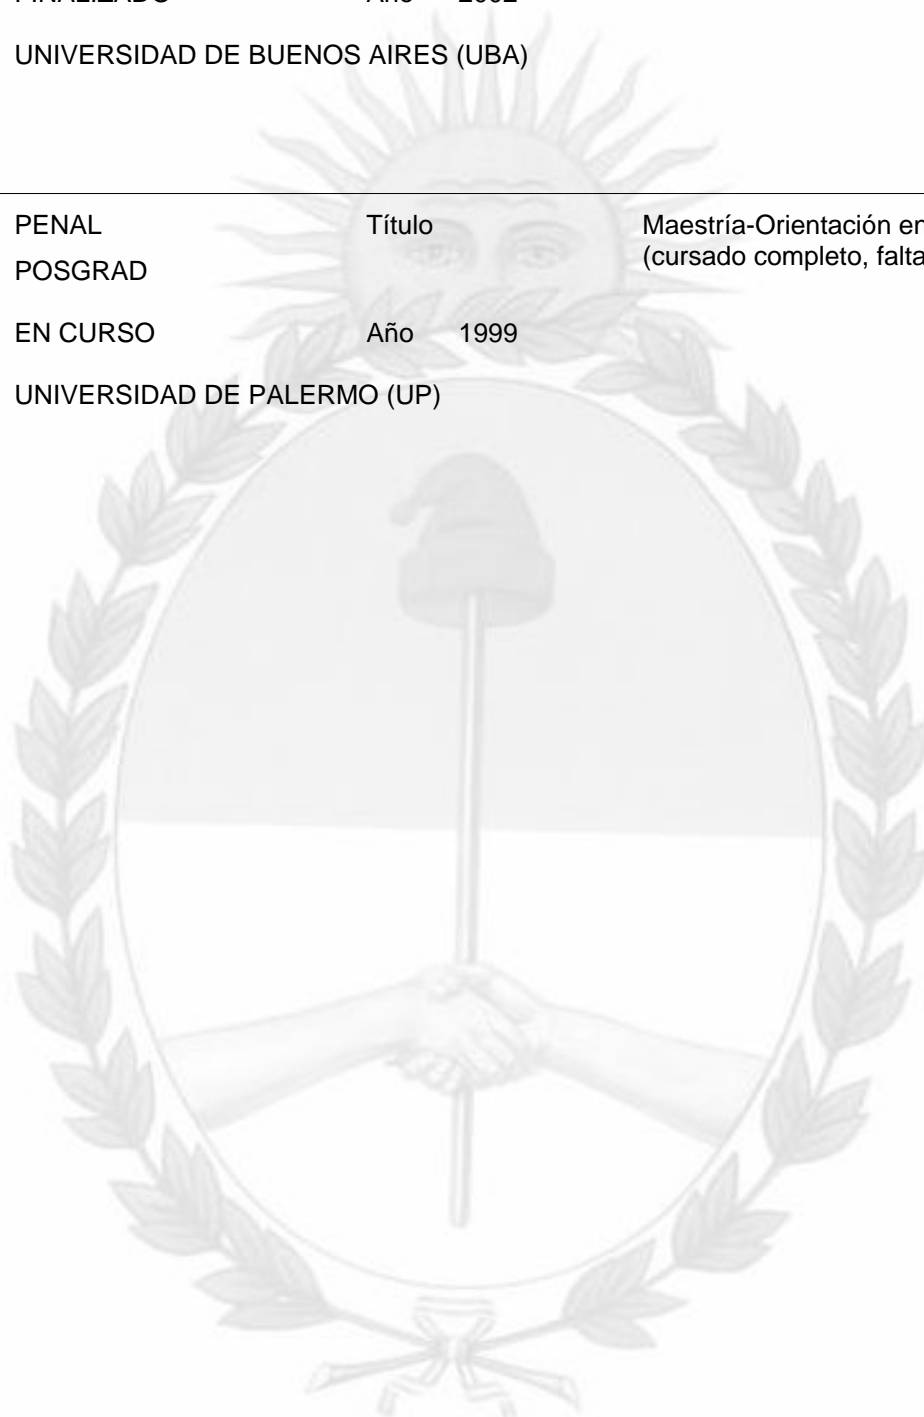 FINALIZADO Año 2002
UNIVERSIDAD DE BUENOS AIRES (UBA)
PENAL Título Maestría-Orientación en
POSGRAD (cursado completo, falta
EN CURSO Año 1999
UNIVERSIDAD DE PALERMO (UP)